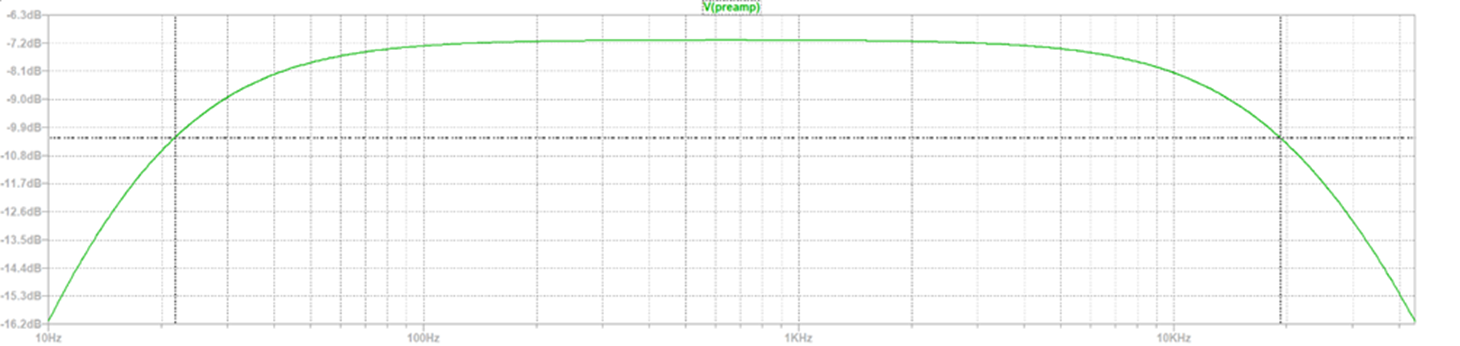 V(preamp)
-6.3dB
-7.2dB
-8.1dB
-9.0dB
-9.9dB
-10.8dB
-11.7dB
-12.6dB
-13.5dB
-14.4dB
-15.3dB
-16.2dB
10Hz 100Hz 1KHz 10KHz